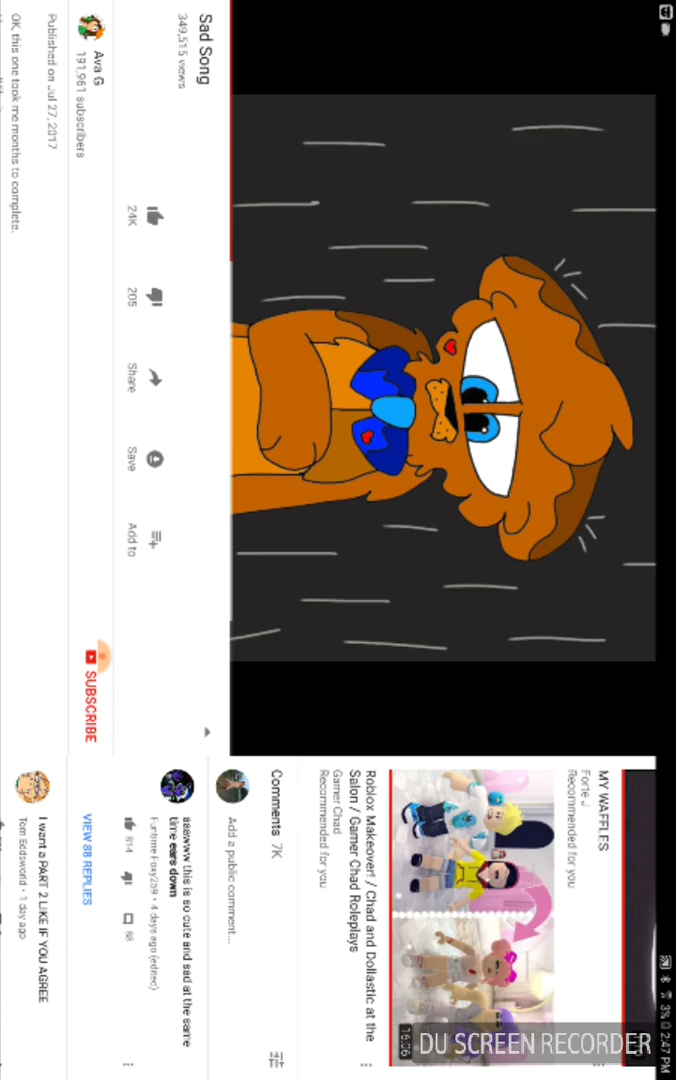 3% 2:47 PM
Sad Song
349,515 views
24K
205
Share
Save
Add to
Ava G
191,961 subscribers
SUBSCRIBE
Published on Jul 27, 2017
OK, this one took me months to complete.
MY WAFFLES
Forte J
Recommended for you
16:06
Roblox Makeover! / Chad and Dollastic at the
Salon / Gamer Chad Roleplays
Gamer Chad
Recommended for you
Comments 7K
Add a public comment...
aaawww this is so cute and sad at the same
time ears down
Funtime Foxy259 • 4 days ago (edited)
814
88
VIEW 88 REPLIES
I want a PART 2 LIKE IF YOU AGREE
Tom Eddsworld • 1 day ago
DU SCREEN RECORDER